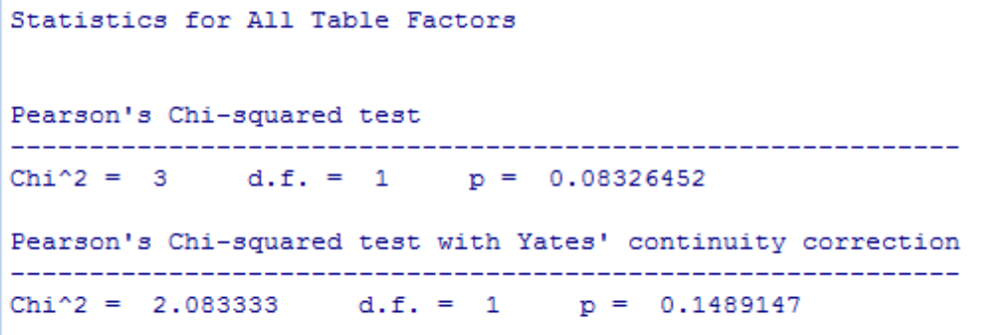 Statistics for All Table Factors
Pearson's Chi-squared test
------------------------------------------------------------
Chi^2 =  3     d.f. =  1     p =  0.08326452
Pearson's Chi-squared test with Yates' continuity correction
------------------------------------------------------------
Chi^2 =  2.083333     d.f. =  1     p =  0.1489147